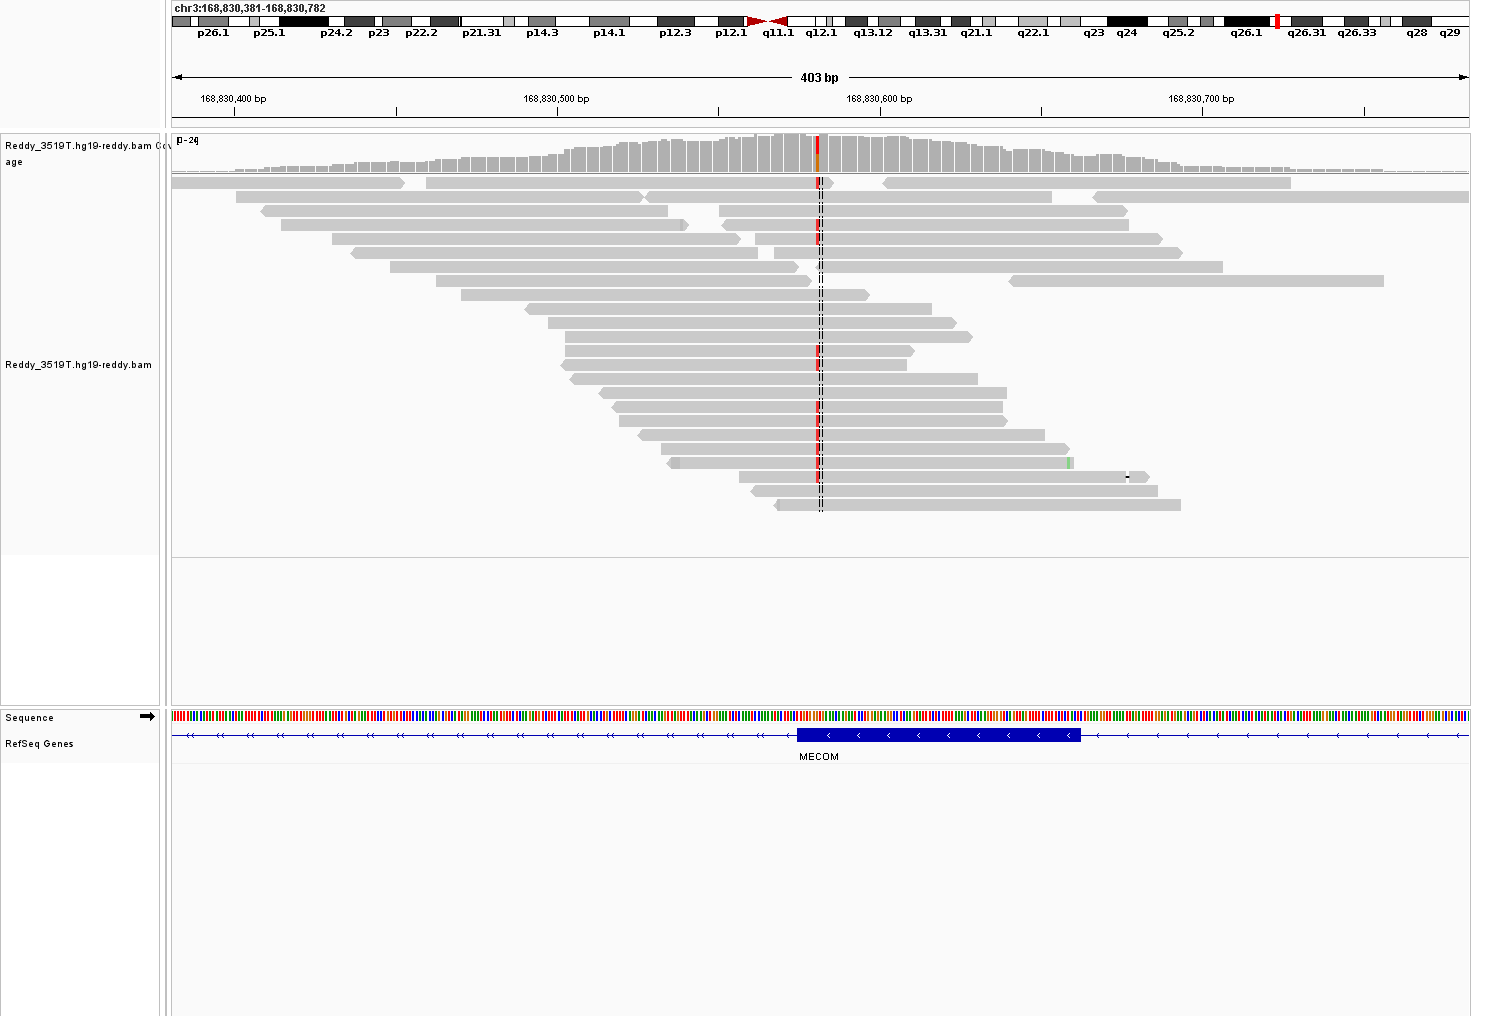 chr3:168,830,381-168,830,782
p26.1 p25.1 p24.2 p23 p22.2 p21.31 p14.3 p14.1 p12.3 p12.1 q11.1 q12.1 q13.12 q13.31 q21.1 q22.1 q23 q24 q25.2 q26.1 q26.31 q26.33 q28 q29
403 bp
168,830,400 bp 168,830,500 bp 168,830,600 bp 168,830,700 bp
Reddy_3519T.hg19-reddy.bam Cov
age
[0-24]
Reddy_3519T.hg19-reddy.bam
Sequence
RefSeq Genes
MECOM